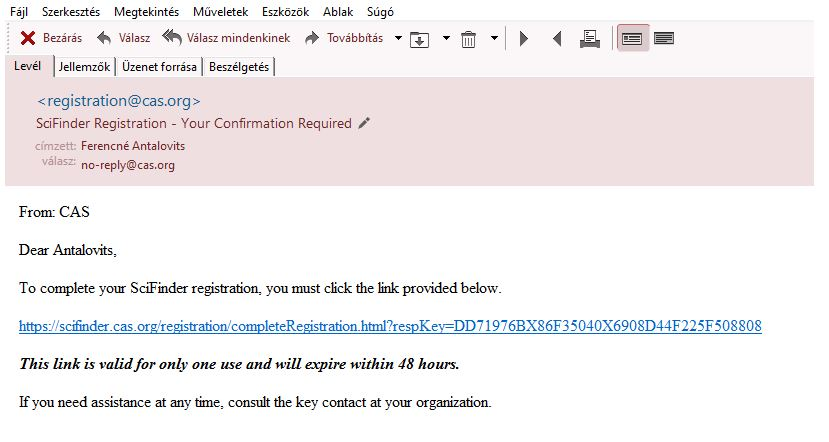 Fájl Szerkesztés Megtekintés Műveletek Eszközök Ablak Súgó
Bezárás Válasz Válasz mindenkinek Továbbítás
Levél Jellemzők Üzenet forrása Beszélgetés
<registration@cas.org>
SciFinder Registration - Your Confirmation Required
címzett: Ferencné Antalovits
válasz: no-reply@cas.org
From: CAS
Dear Antalovits,
To complete your SciFinder registration, you must click the link provided below.
https://scifinder.cas.org/registration/completeRegistration.html?respKey=DD71976BX86F35040X6908D44F225F508808
This link is valid for only one use and will expire within 48 hours.
If you need assistance at any time, consult the key contact at your organization.